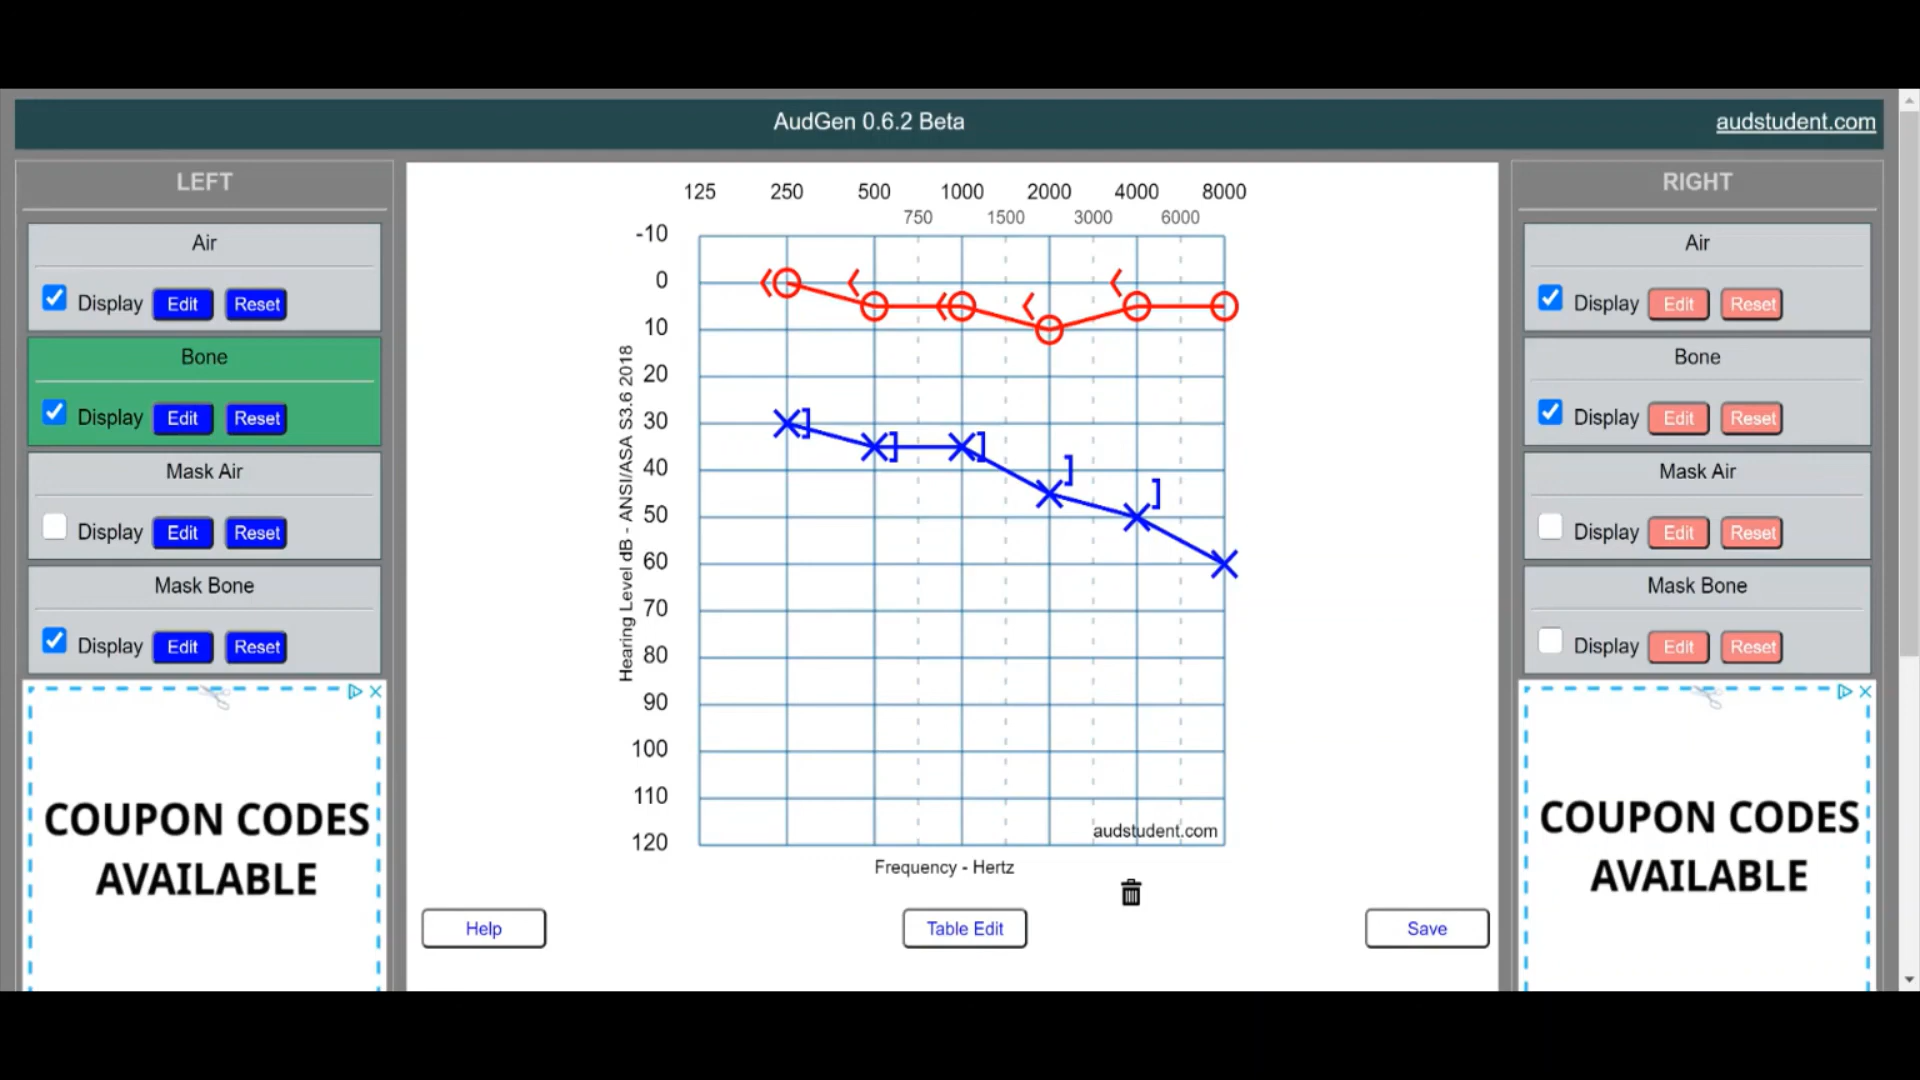 AudGen 0.6.2 Beta
audstudent.com
LEFT
Air
Display Edit Reset
Bone
Display Edit Reset
Mask Air
Display Edit Reset
Mask Bone
Display Edit Reset
COUPON CODES
AVAILABLE
125 250 500 1000 2000 4000 8000
750 1500 3000 6000
-10
0
10
20
30
40
50
60
70
80
90
100
110
120
Hearing Level dB - ANSI/ASA S3.6 2018
audstudent.com
Frequency - Hertz
Help
Table Edit
Save
RIGHT
Air
Display Edit Reset
Bone
Display Edit Reset
Mask Air
Display Edit Reset
Mask Bone
Display Edit Reset
COUPON CODES
AVAILABLE